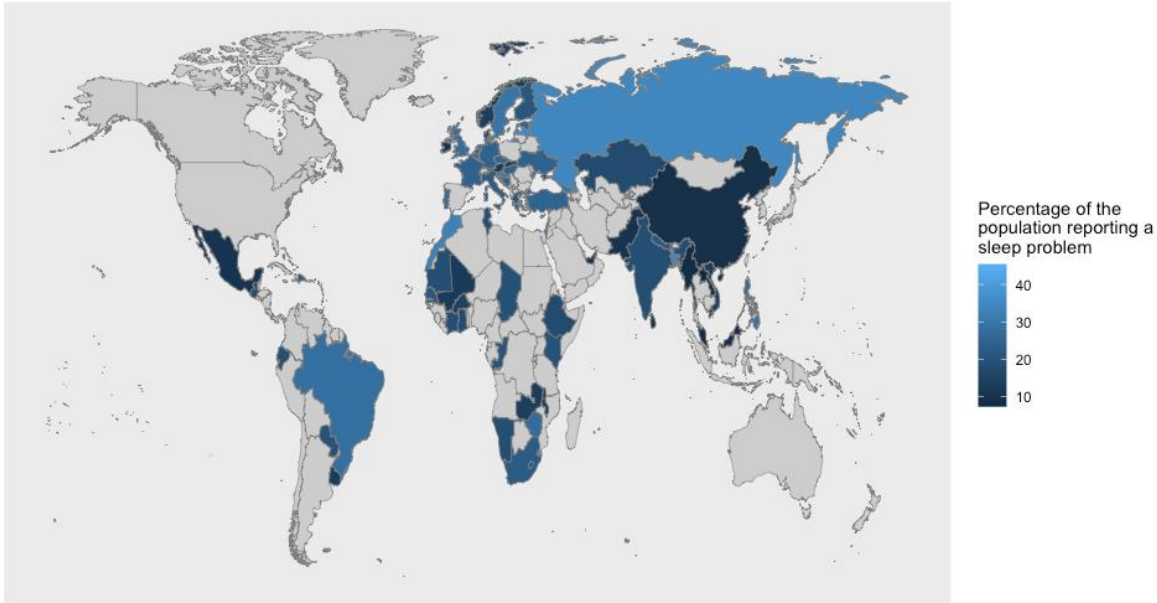 Percentage of the
population reporting a
sleep problem
40
30
20
10